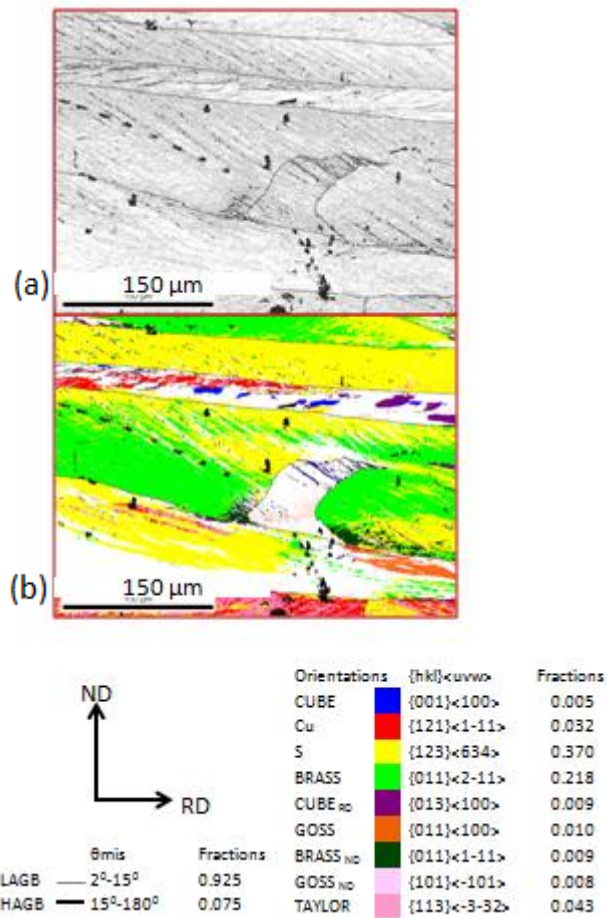 (a)
150 µm
(b)
150 µm
ND
RD
θmis Fractions
LAGB 2⁰-15⁰ 0.925
HAGB 15⁰-180⁰ 0.075
Orientations {hkl}<uvw> Fractions
CUBE {001}<100> 0.005
Cu {121}<1-11> 0.032
S {123}<634> 0.370
BRASS {011}<2-11> 0.218
CUBE RD {013}<100> 0.009
GOSS {011}<100> 0.010
BRASS ND {011}<1-11> 0.009
GOSS ND {101}<-101> 0.008
TAYLOR {113}<-3-32> 0.043